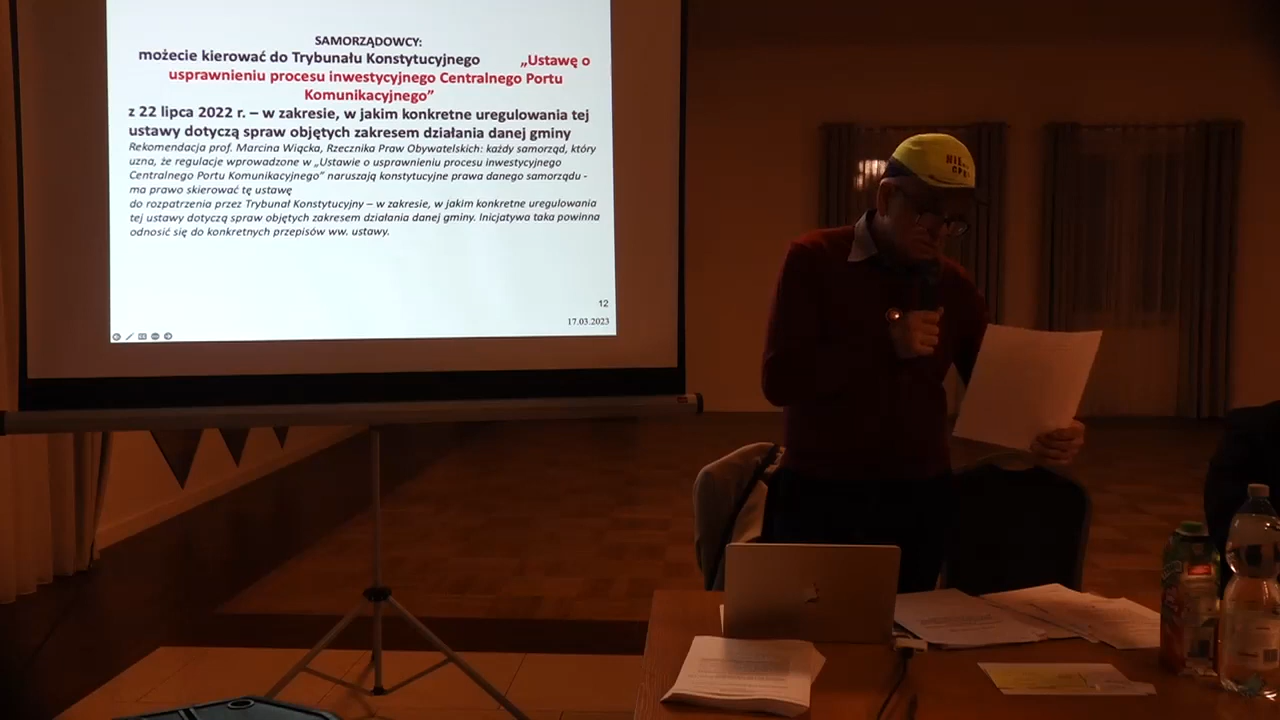 SAMORZĄDOWCY:
możecie kierować do Trybunału Konstytucyjnego „Ustawę o
usprawnieniu procesu inwestycyjnego Centralnego Portu
Komunikacyjnego”
z 22 lipca 2022 r. – w zakresie, w jakim konkretne uregulowania tej
ustawy dotyczą spraw objętych zakresem działania danej gminy
Rekomendacja prof. Marcina Wiącka, Rzecznika Praw Obywatelskich: każdy samorząd, który
uzna, że regulacje wprowadzone w „Ustawie o usprawnieniu procesu inwestycyjnego
Centralnego Portu Komunikacyjnego” naruszają konstytucyjne prawa danego samorządu -
ma prawo skierować tę ustawę
do rozpatrzenia przez Trybunał Konstytucyjny – w zakresie, w jakim konkretne uregulowania
tej ustawy dotyczą spraw objętych zakresem działania danej gminy. Inicjatywa taka powinna
odnosić się do konkretnych przepisów ww. ustawy.
12
17.03.2023